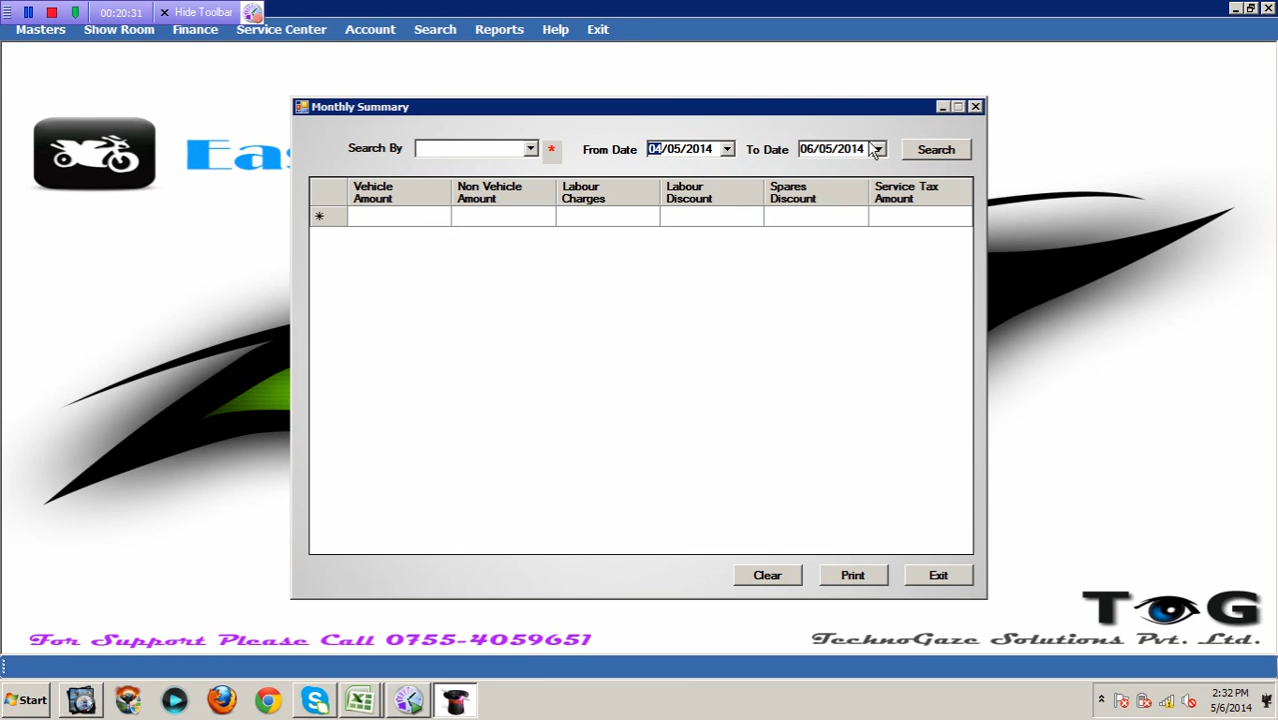 00:20:31 Hide Toolbar
Masters Show Room Finance Service Center Account Search Reports Help Exit
Eas
Monthly Summary
Search By * From Date 04/05/2014 To Date 06/05/2014 Search
Vehicle Amount Non Vehicle Amount Labour Charges Labour Discount Spares Discount Service Tax Amount
Clear Print Exit
T G
For Support Please Call 0755-4059651
TechnoGaze Solutions Pvt. Ltd.
Start
2:32 PM
5/6/2014